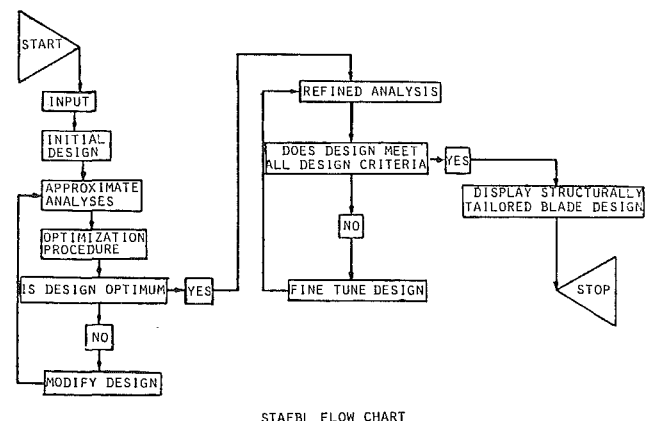 START
INPUT
INITIAL
DESIGN
APPROXIMATE
ANALYSES
OPTIMIZATION
PROCEDURE
IS DESIGN OPTIMUM
YES
NO
MODIFY DESIGN
REFINED ANALYSIS
DOES DESIGN MEET
ALL DESIGN CRITERIA
YES
NO
FINE TUNE DESIGN
DISPLAY STRUCTURALLY
TAILORED BLADE DESIGN
STOP
STAEBL FLOW CHART